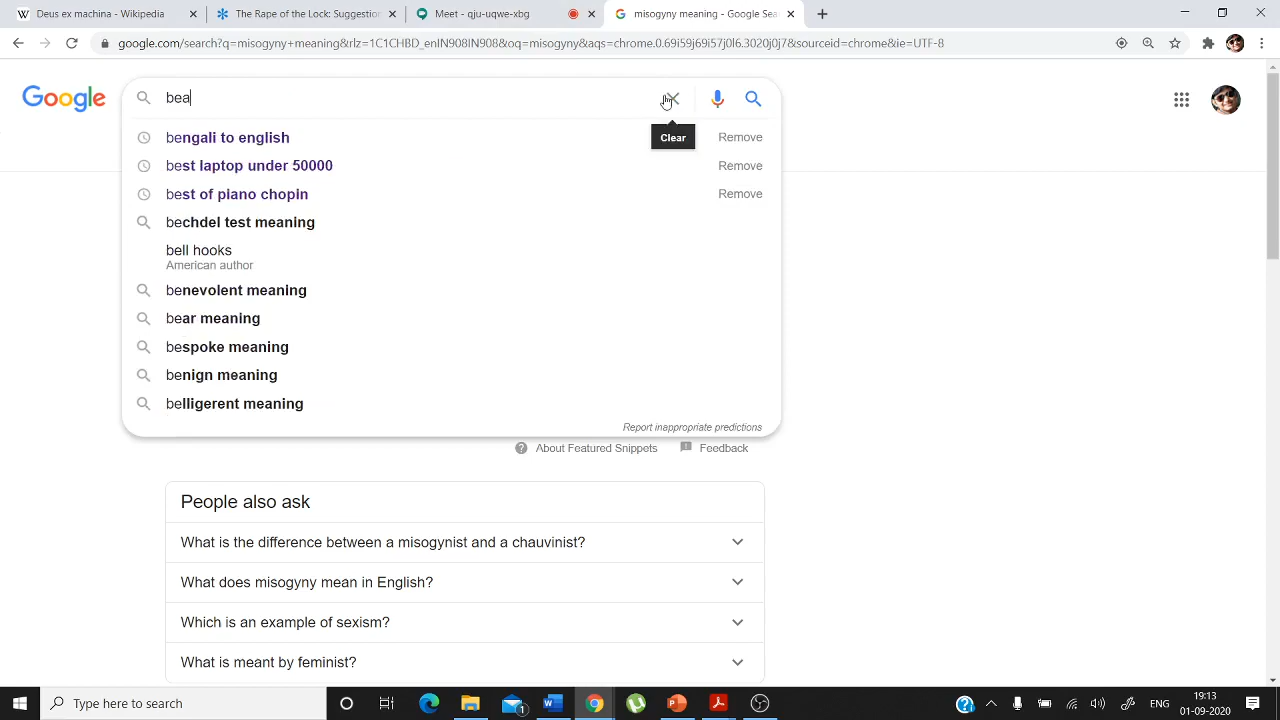 Deus ex machina - Wikipedia
The Rape of the Lock: Suggestion
Meet - qju-uqwe-xbg
misogyny meaning - Google Sea
google.com/search?q=misogyny+meaning&rlz=1C1CHBD_enIN908IN908&oq=misogyny&aqs=chrome.0.69i59j69i57j0l6.3020j0j7&sourceid=chrome&ie=UTF-8
Google
bea
Clear
bengali to english
Remove
best laptop under 50000
Remove
best of piano chopin
Remove
bechdel test meaning
bell hooks
American author
benevolent meaning
bear meaning
bespoke meaning
benign meaning
belligerent meaning
Report inappropriate predictions
About Featured Snippets
Feedback
People also ask
What is the difference between a misogynist and a chauvinist?
What does misogyny mean in English?
Which is an example of sexism?
What is meant by feminist?
Type here to search
ENG
19:13
01-09-2020